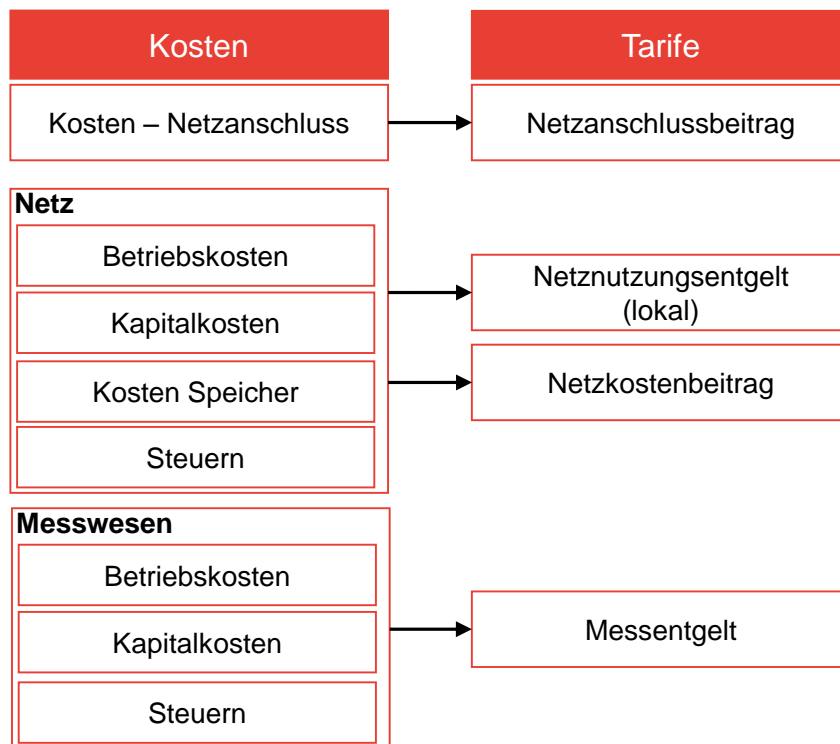 Kosten
Tarife
Kosten – Netzanschluss
Netzanschlussbeitrag
Netz
Betriebskosten
Kapitalkosten
Kosten Speicher
Steuern
Netznutzungsentgelt
(lokal)
Netzkostenbeitrag
Messwesen
Betriebskosten
Kapitalkosten
Steuern
Messentgelt